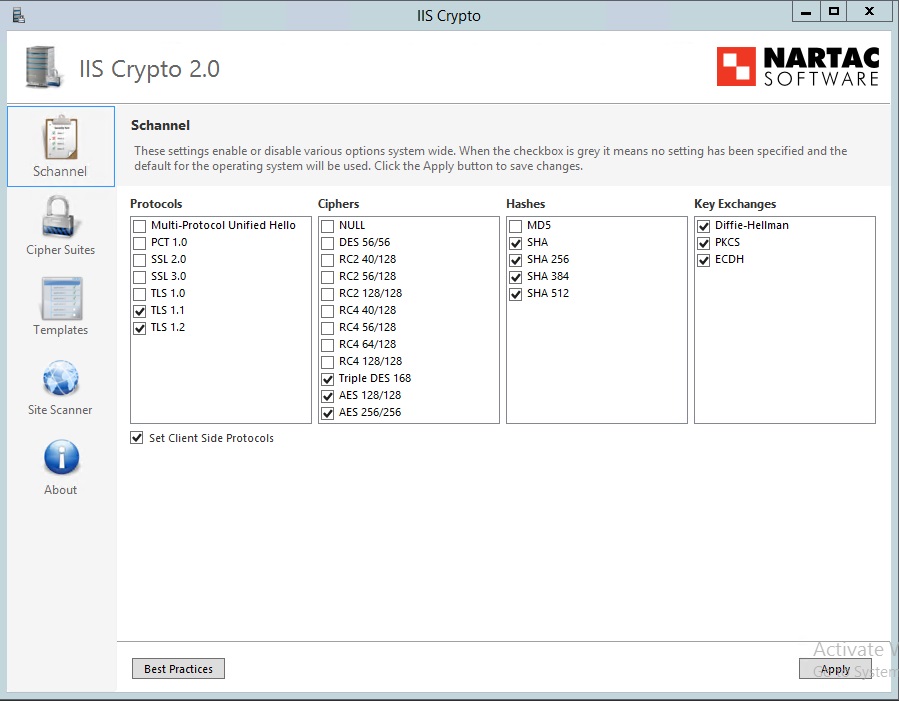 IIS Crypto
IIS Crypto 2.0
NARTAC
SOFTWARE
Schannel
Cipher Suites
Templates
Site Scanner
About
Schannel
These settings enable or disable various options system wide. When the checkbox is grey it means no setting has been specified and the
default for the operating system will be used. Click the Apply button to save changes.
Protocols
Multi-Protocol Unified Hello
PCT 1.0
SSL 2.0
SSL 3.0
TLS 1.0
TLS 1.1
TLS 1.2
Set Client Side Protocols
Ciphers
NULL
DES 56/56
RC2 40/128
RC2 56/128
RC2 128/128
RC4 40/128
RC4 56/128
RC4 64/128
RC4 128/128
Triple DES 168
AES 128/128
AES 256/256
Hashes
MD5
SHA
SHA 256
SHA 384
SHA 512
Key Exchanges
Diffie-Hellman
PKCS
ECDH
Best Practices
Activate
Apply
System